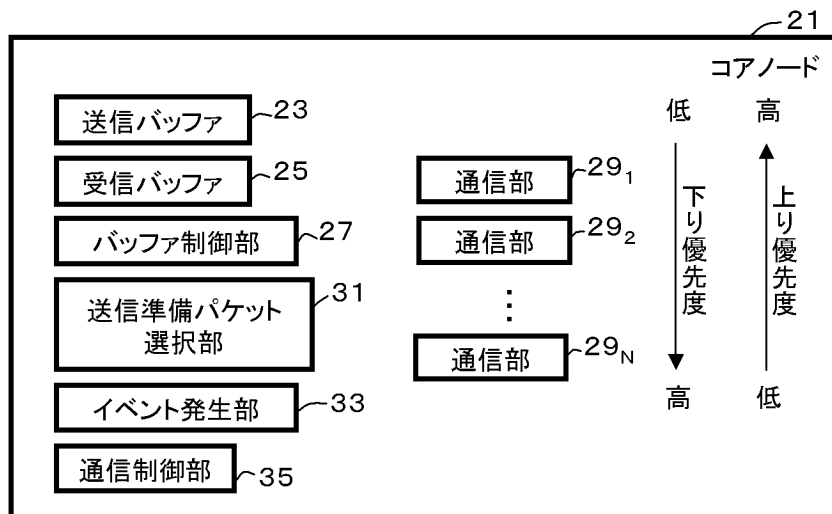 21
コアノード
送信バッファ
23
受信バッファ
25
バッファ制御部
27
送信準備パケット
選択部
31
イベント発生部
33
通信制御部
35
通信部
29₁
通信部
29₂
⋮
通信部
29N
低
下り優先度
高
高
上り優先度
低